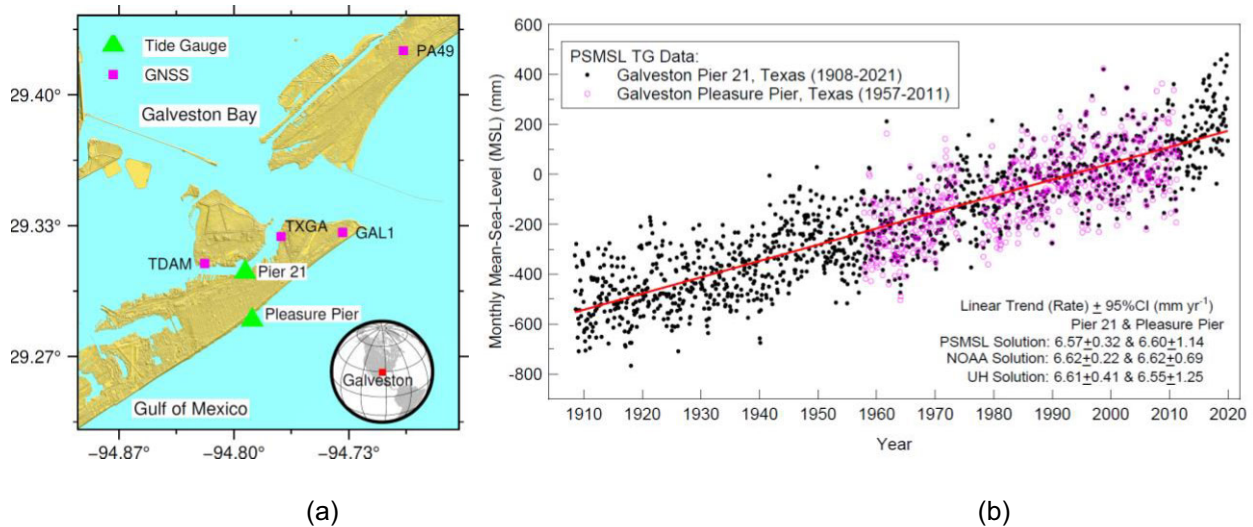 Tide Gauge
GNSS
PA49
Galveston Bay
TXGA
GAL1
TDAM
Pier 21
Pleasure Pier
Galveston
Gulf of Mexico
29.40
29.33
29.27
−94.87°
−94.80°
−94.73°
(a)
Monthly Mean-Sea-Level (MSL) (mm)
600
400
200
0
-200
-400
-600
-800
PSMSL TG Data:
Galveston Pier 21, Texas (1908-2021)
Galveston Pleasure Pier, Texas (1957-2011)
Linear Trend (Rate) ± 95%CI (mm yr⁻¹)
Pier 21 & Pleasure Pier
PSMSL Solution: 6.57±0.32 & 6.60±1.14
NOAA Solution: 6.62±0.22 & 6.62±0.69
UH Solution: 6.61±0.41 & 6.55±1.25
1910 1920 1930 1940 1950 1960 1970 1980 1990 2000 2010 2020
Year
(b)